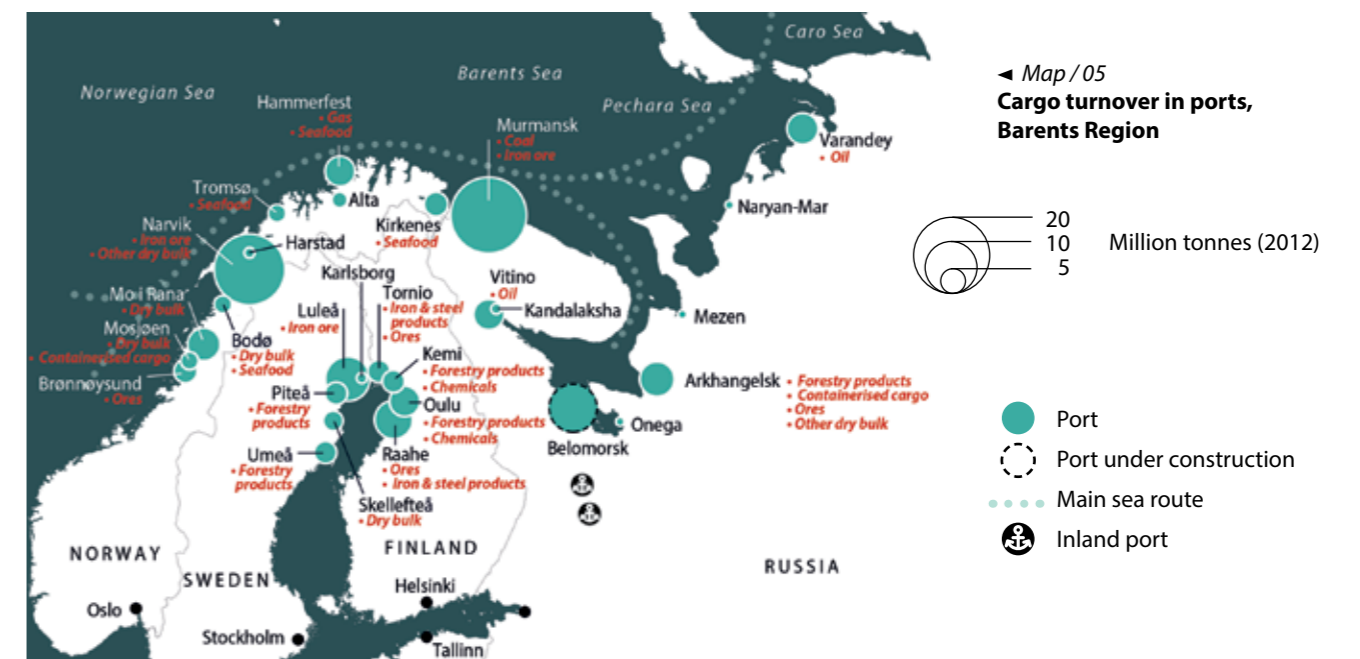 Caro Sea
Norwegian Sea
Barents Sea
Pechara Sea
Hammerfest
• Gas
• Seafood
Murmansk
• Coal
• Iron ore
Varandey
• Oil
Tromsø
• Seafood
Alta
Kirkenes
• Seafood
Naryan-Mar
Narvik
• Iron ore
• Other dry bulk
Harstad
Karlsborg
Vitino
• Oil
Kandalaksha
Mezen
Mo i Rana
• Dry bulk
Mosjøen
• Dry bulk
• Containerised cargo
Brønnøysund
• Ores
Bodø
• Dry bulk
• Seafood
Luleå
• Iron ore
Tornio
• Iron & steel
products
• Ores
Kemi
• Forestry products
• Chemicals
Piteå
• Forestry
products
Oulu
• Forestry products
• Chemicals
Arkhangelsk
• Forestry products
• Containerised cargo
• Ores
• Other dry bulk
Onega
Belomorsk
Umeå
• Forestry
products
Raahe
• Ores
• Iron & steel products
Skellefteå
• Dry bulk
NORWAY
SWEDEN
FINLAND
RUSSIA
Oslo
Stockholm
Helsinki
Tallinn
◄ Map / 05
Cargo turnover in ports,
Barents Region
20
10
5
Million tonnes (2012)
Port
Port under construction
Main sea route
Inland port